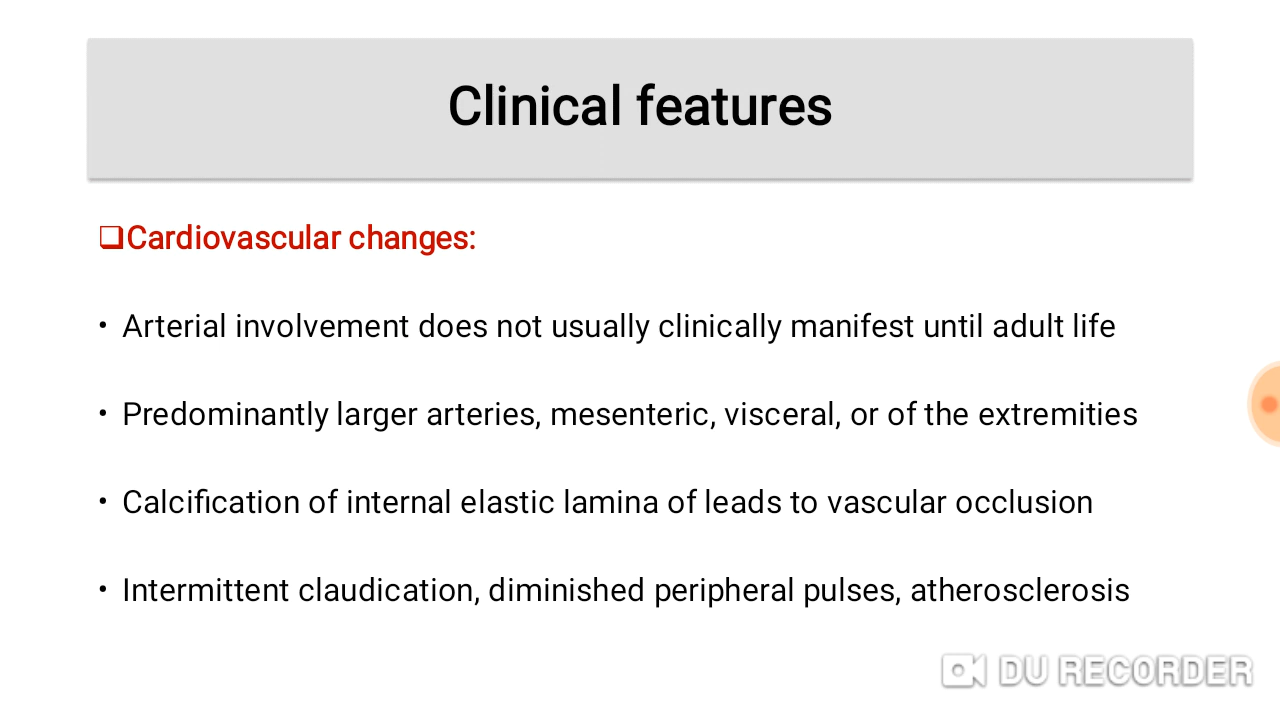 Clinical features
❑Cardiovascular changes:
• Arterial involvement does not usually clinically manifest until adult life
• Predominantly larger arteries, mesenteric, visceral, or of the extremities
• Calcification of internal elastic lamina of leads to vascular occlusion
• Intermittent claudication, diminished peripheral pulses, atherosclerosis
DU RECORDER